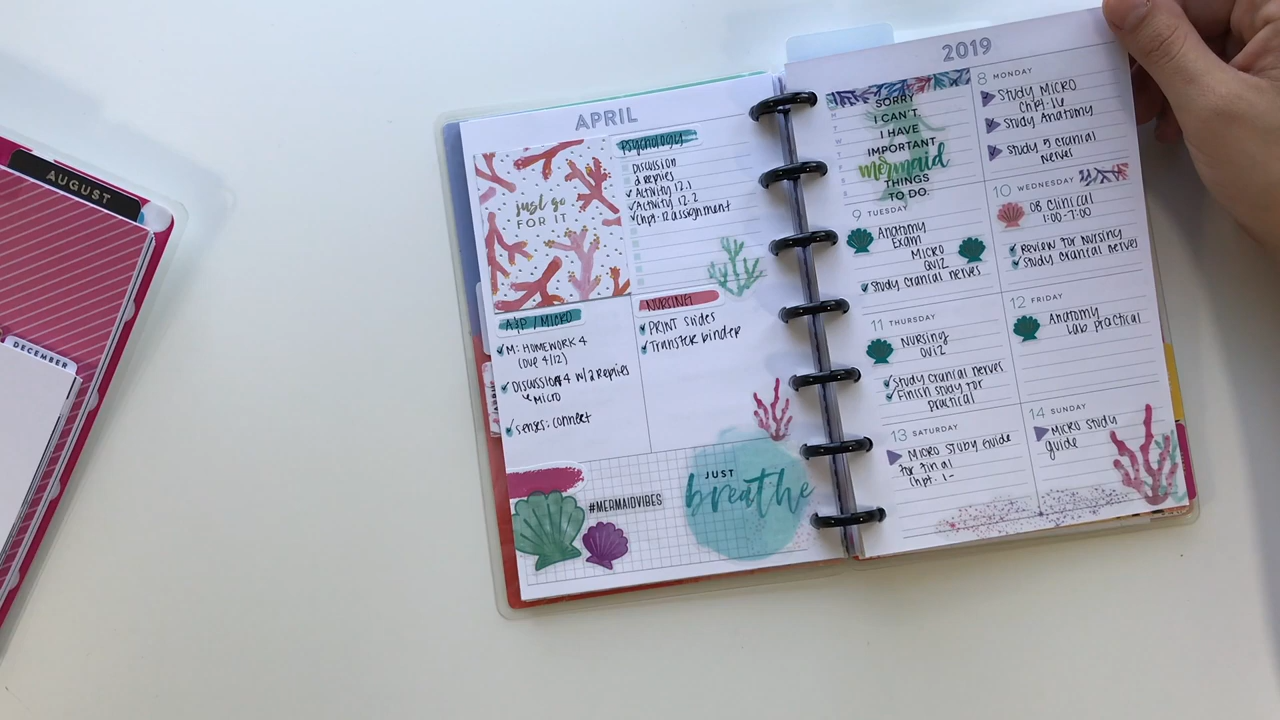 AUGUST
DECEMBER
APRIL
just go
FOR IT
Psychology
Discussion
2 replies
Activity 12.1
Activity 12.2
Chpt. 12 assignment
A&P / MICRO
M: HOMEWORK 4
(due 4/12)
Discussion 4 w/ 2 Replies
Micro
senses: connect
NURSING
PRINT slides
Transfer binder
#MERMAIDVIBES
JUST
breathe
2019
SORRY
I CAN'T
I HAVE
IMPORTANT
mermaid
THINGS
TO DO.
8 MONDAY
Study MICRO
Chpt. 16
Study Anatomy
Study 5 cranial
nerves
9 TUESDAY
Anatomy
Exam
MICRO
QUIZ
Study cranial nerves
10 WEDNESDAY
OB Clinical
1:00-7:00
Review for Nursing
Study cranial nerves
11 THURSDAY
Nursing
Quiz
Study cranial nerves
Finish study for
practical
12 FRIDAY
Anatomy
Lab practical
13 SATURDAY
MICRO STUDY GUIDE
for final
Chpt. 1-
14 SUNDAY
MICRO study
guide